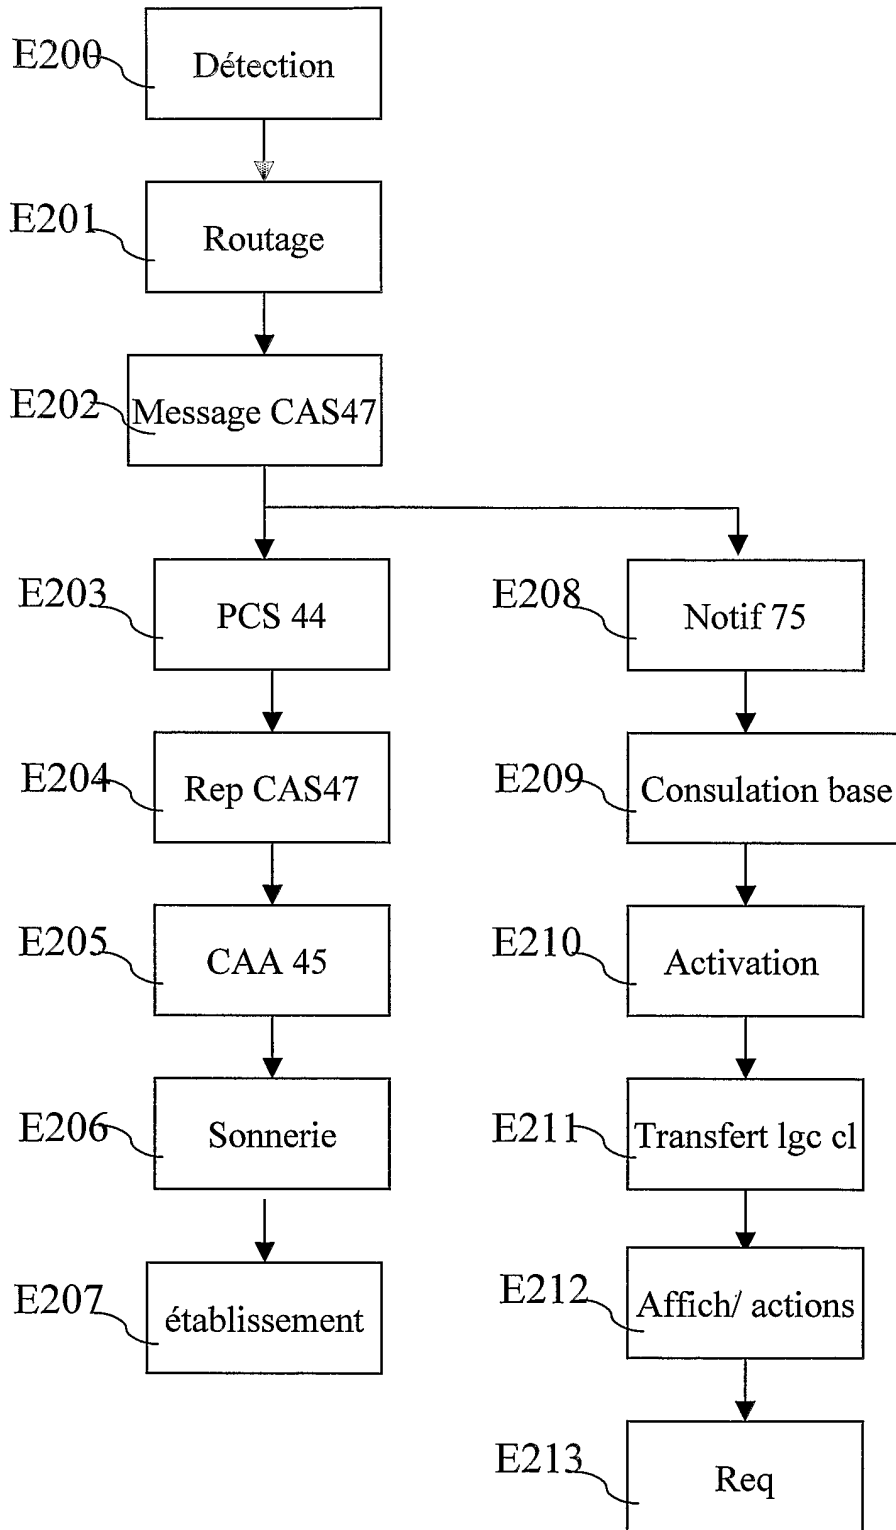 E200
Détection
E201
Routage
E202
Message CAS47
E203
PCS 44
E204
Rep CAS47
E205
CAA 45
E206
Sonnerie
E207
établissement
E208
Notif 75
E209
Consulation base
E210
Activation
E211
Transfert lgc cl
E212
Affich/ actions
E213
Req